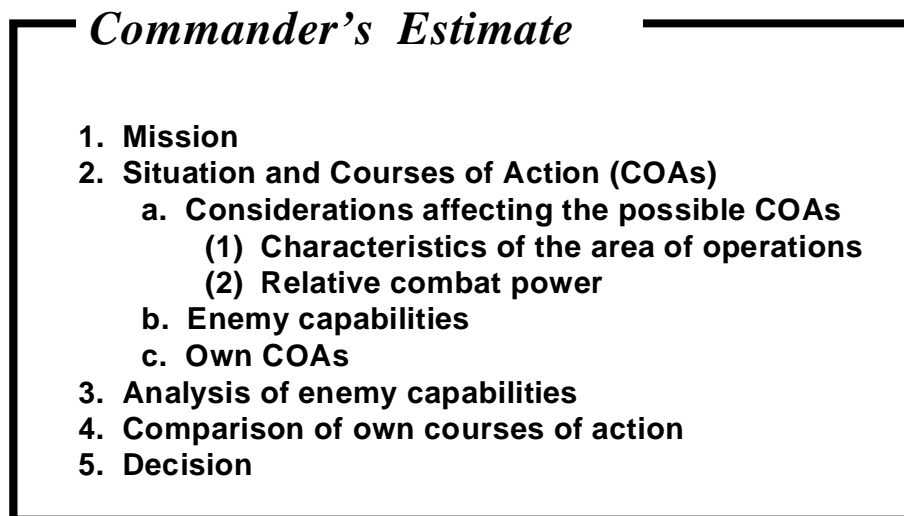 Commander's Estimate
1. Mission
2. Situation and Courses of Action (COAs)
a. Considerations affecting the possible COAs
(1) Characteristics of the area of operations
(2) Relative combat power
b. Enemy capabilities
c. Own COAs
3. Analysis of enemy capabilities
4. Comparison of own courses of action
5. Decision